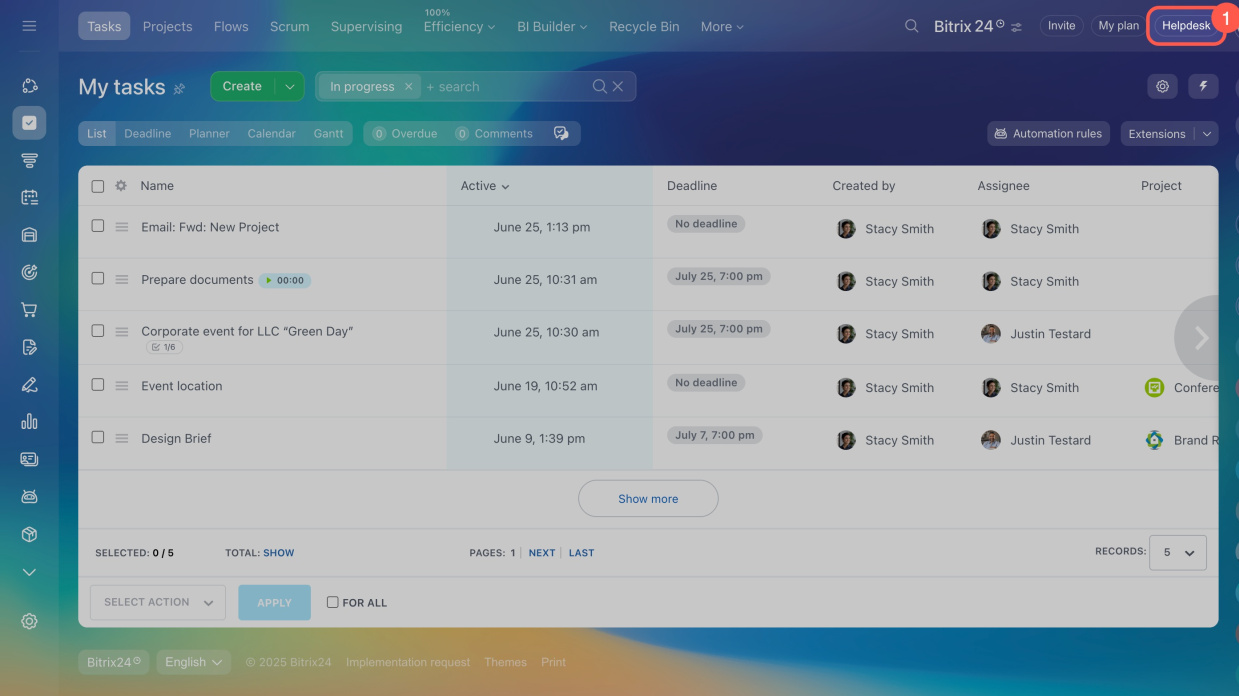 100%
Tasks Projects Flows Scrum Supervising Efficiency BI Builder Recycle Bin More Bitrix 24 Invite My plan Helpdesk 1
My tasks Create In progress × + search
List Deadline Planner Calendar Gantt 0 Overdue 0 Comments Automation rules Extensions
Name Active Deadline Created by Assignee Project
Email: Fwd: New Project June 25, 1:13 pm No deadline Stacy Smith Stacy Smith
Prepare documents 00:00 June 25, 10:31 am July 25, 7:00 pm Stacy Smith Stacy Smith
Corporate event for LLC “Green Day” June 25, 10:30 am July 25, 7:00 pm Stacy Smith Justin Testard
1/6
Event location June 19, 10:52 am No deadline Stacy Smith Stacy Smith Confere
Design Brief June 9, 1:39 pm July 7, 7:00 pm Stacy Smith Justin Testard Brand R
Show more
SELECTED: 0 / 5 TOTAL: SHOW PAGES: 1 NEXT LAST RECORDS: 5
SELECT ACTION APPLY FOR ALL
Bitrix24 English © 2025 Bitrix24 Implementation request Themes Print